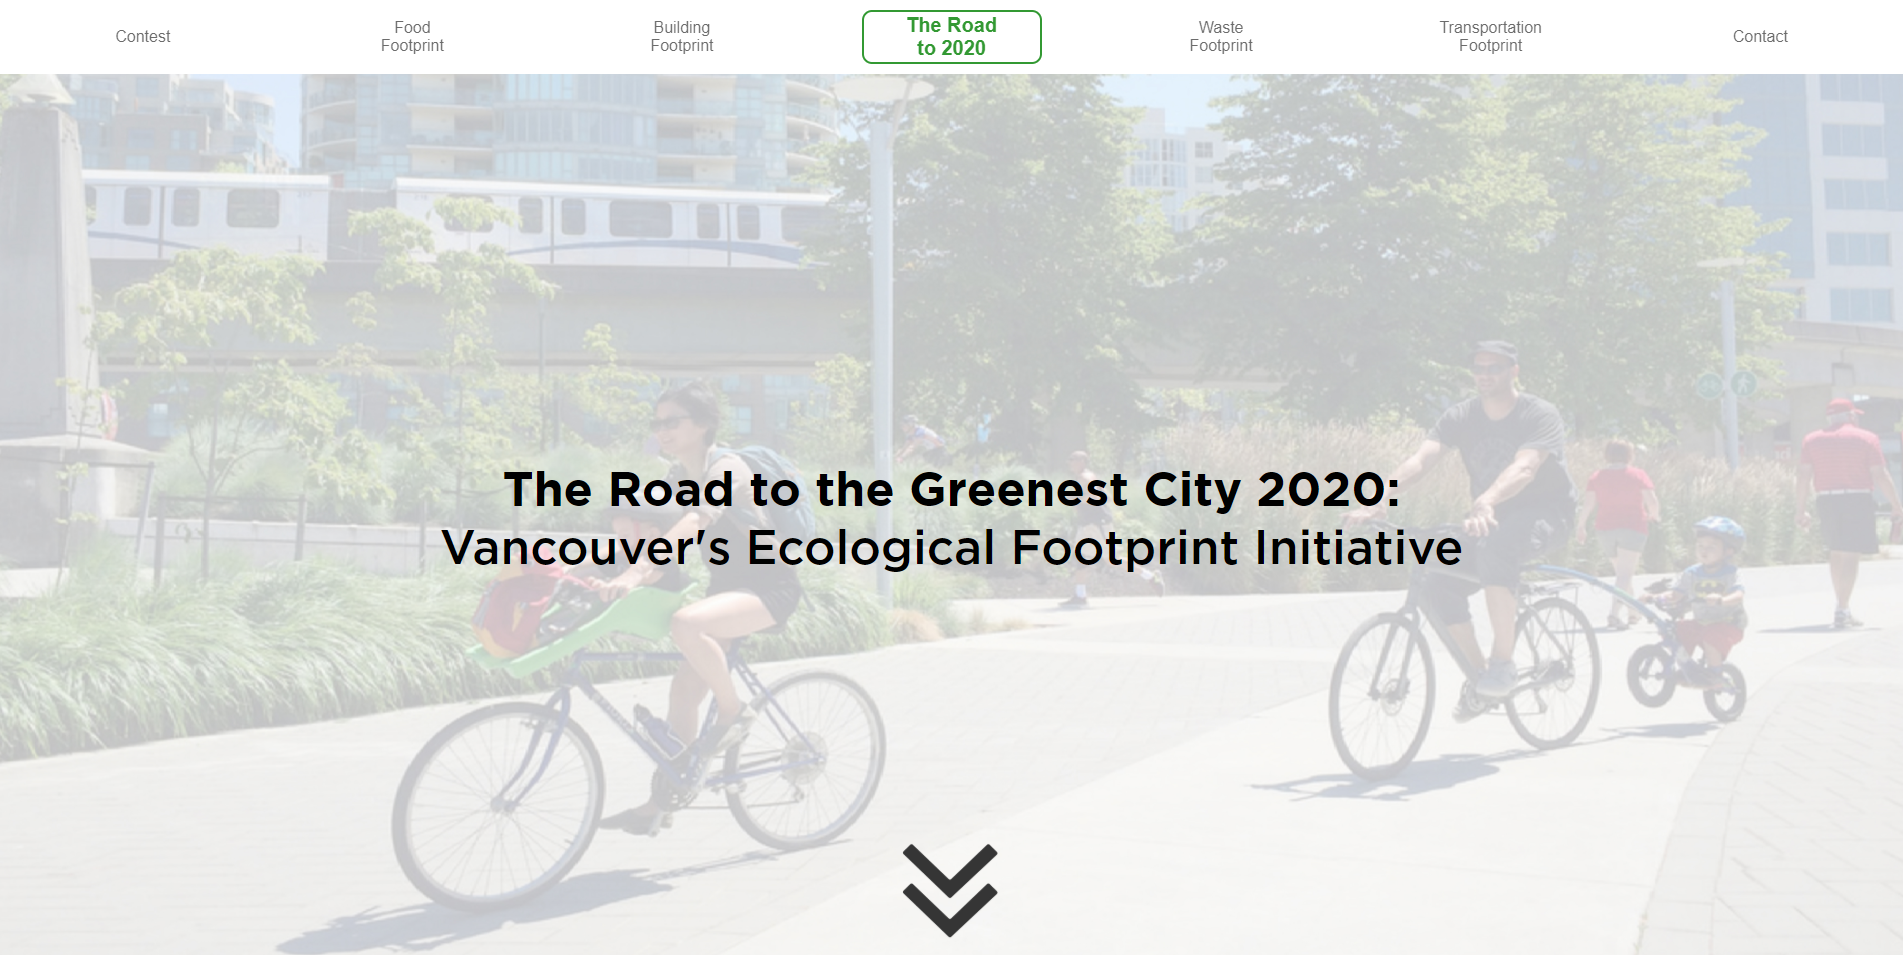 Contest
Food
Footprint
Building
Footprint
The Road
to 2020
Waste
Footprint
Transportation
Footprint
Contact
The Road to the Greenest City 2020:
Vancouver's Ecological Footprint Initiative